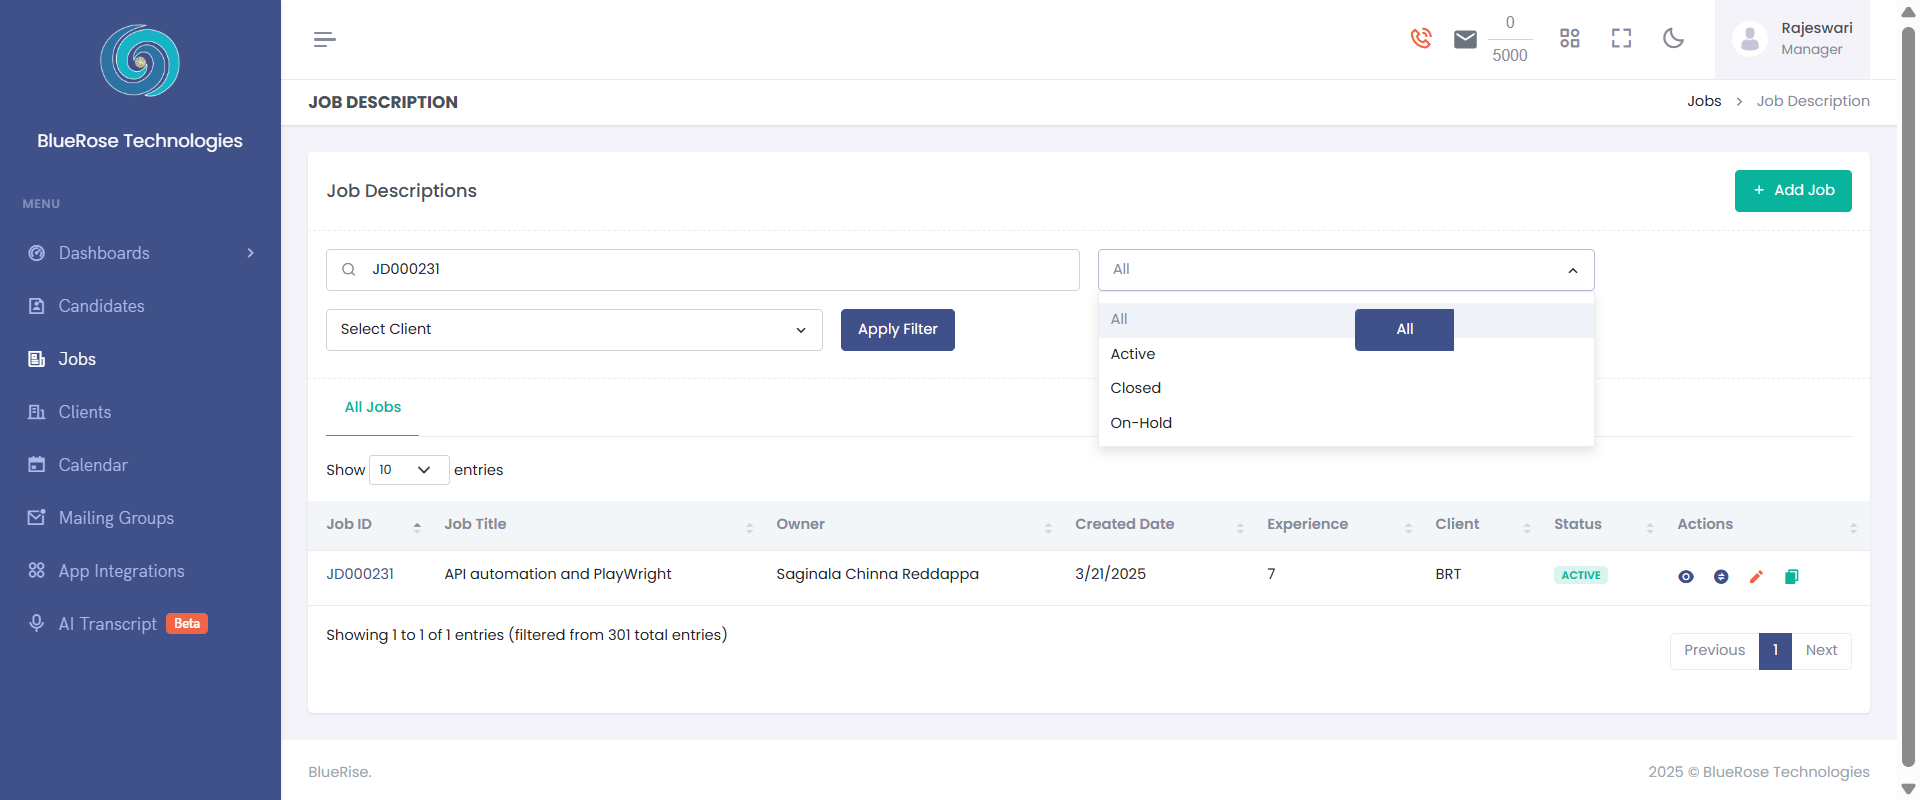 BlueRose Technologies
MENU
Dashboards
Candidates
Jobs
Clients
Calendar
Mailing Groups
App Integrations
AI Transcript Beta
0
5000
Rajeswari
Manager
JOB DESCRIPTION
Jobs > Job Description
Job Descriptions
+ Add Job
JD000231
All
Select Client
Apply Filter
All
All
Active
Closed
On-Hold
All Jobs
Show 10 entries
Job ID Job Title Owner Created Date Experience Client Status Actions
JD000231 API automation and PlayWright Saginala Chinna Reddappa 3/21/2025 7 BRT ACTIVE
Showing 1 to 1 of 1 entries (filtered from 301 total entries)
Previous 1 Next
BlueRise.
2025 © BlueRose Technologies